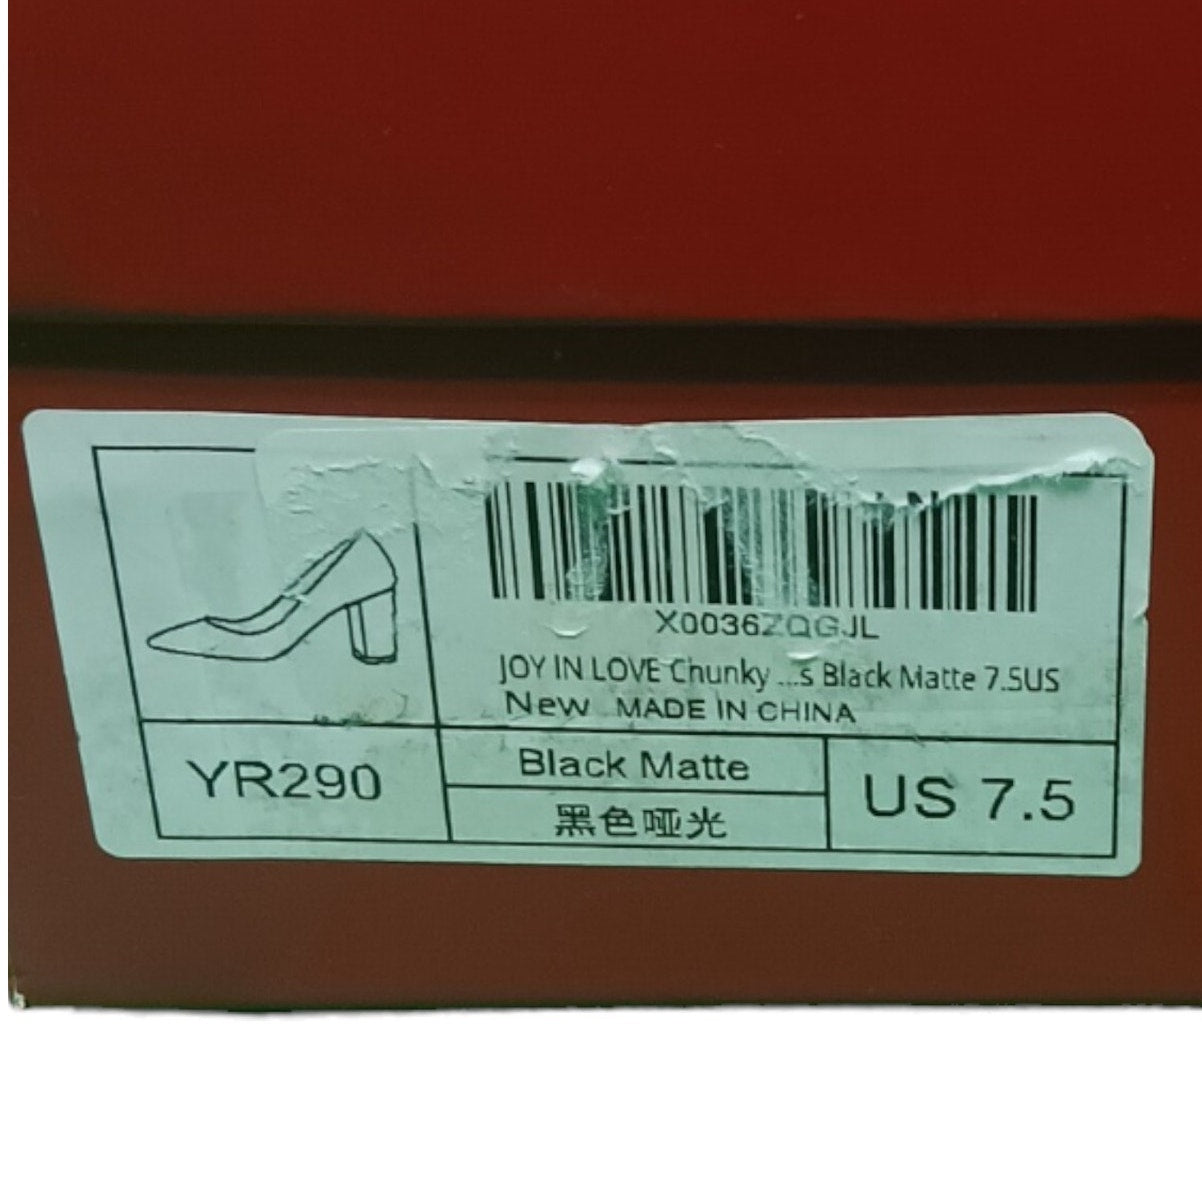 X0036ZQGJL
JOY IN LOVE Chunky ...s Black Matte 7.5US
New MADE IN CHINA
YR290
Black Matte
黑色哑光
US 7.5